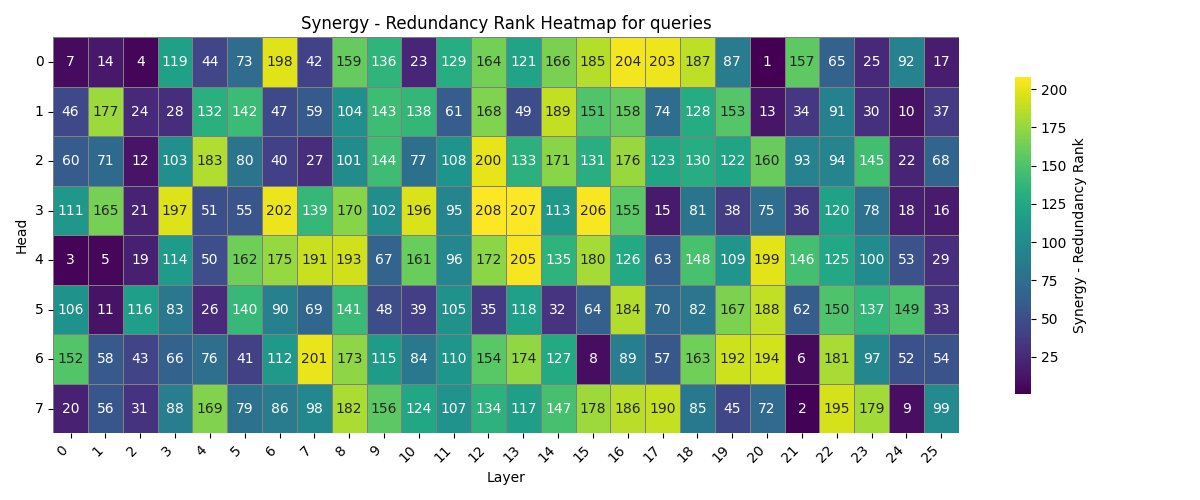 Synergy - Redundancy Rank Heatmap for queries
0 7 14 4 119 44 73 198 42 159 136 23 129 164 121 166 185 204 203 187 87 1 157 65 25 92 17
1 46 177 24 28 132 142 47 59 104 143 138 61 168 49 189 151 158 74 128 153 13 34 91 30 10 37
2 60 71 12 103 183 80 40 27 101 144 77 108 200 133 171 131 176 123 130 122 160 93 94 145 22 68
3 111 165 21 197 51 55 202 139 170 102 196 95 208 207 113 206 155 15 81 38 75 36 120 78 18 16
4 3 5 19 114 50 162 175 191 193 67 161 96 172 205 135 180 126 63 148 109 199 146 125 100 53 29
5 106 11 116 83 26 140 90 69 141 48 39 105 35 118 32 64 184 70 82 167 188 62 150 137 149 33
6 152 58 43 66 76 41 112 201 173 115 84 110 154 174 127 8 89 57 163 192 194 6 181 97 52 54
7 20 56 31 88 169 79 86 98 182 156 124 107 134 117 147 178 186 190 85 45 72 2 195 179 9 99
0 1 2 3 4 5 6 7 8 9 10 11 12 13 14 15 16 17 18 19 20 21 22 23 24 25
Layer
Head
200
175
150
125
100
75
50
25
Synergy - Redundancy Rank